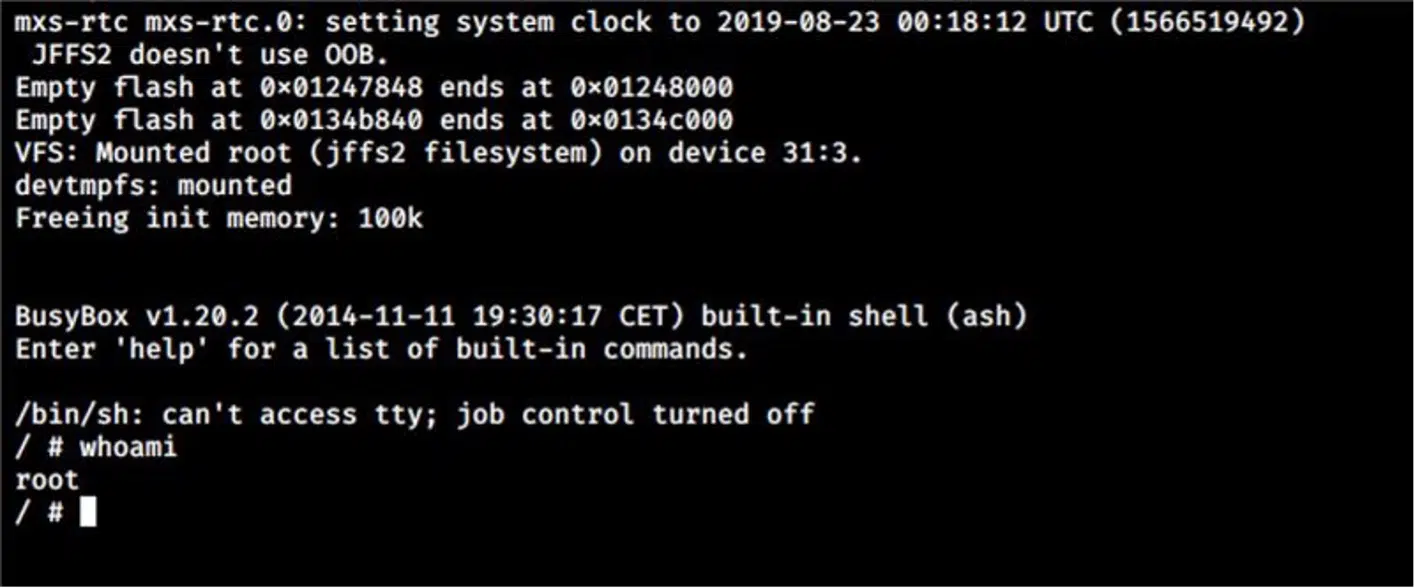 mxs-rtc mxs-rtc.0: setting system clock to 2019-08-23 00:18:12 UTC (1566519492)
JFFS2 doesn't use OOB.
Empty flash at 0x01247848 ends at 0x01248000
Empty flash at 0x0134b840 ends at 0x0134c000
VFS: Mounted root (jffs2 filesystem) on device 31:3.
devtmpfs: mounted
Freeing init memory: 100k
BusyBox v1.20.2 (2014-11-11 19:30:17 CET) built-in shell (ash)
Enter 'help' for a list of built-in commands.
/bin/sh: can't access tty; job control turned off
/ # whoami
root
/ #